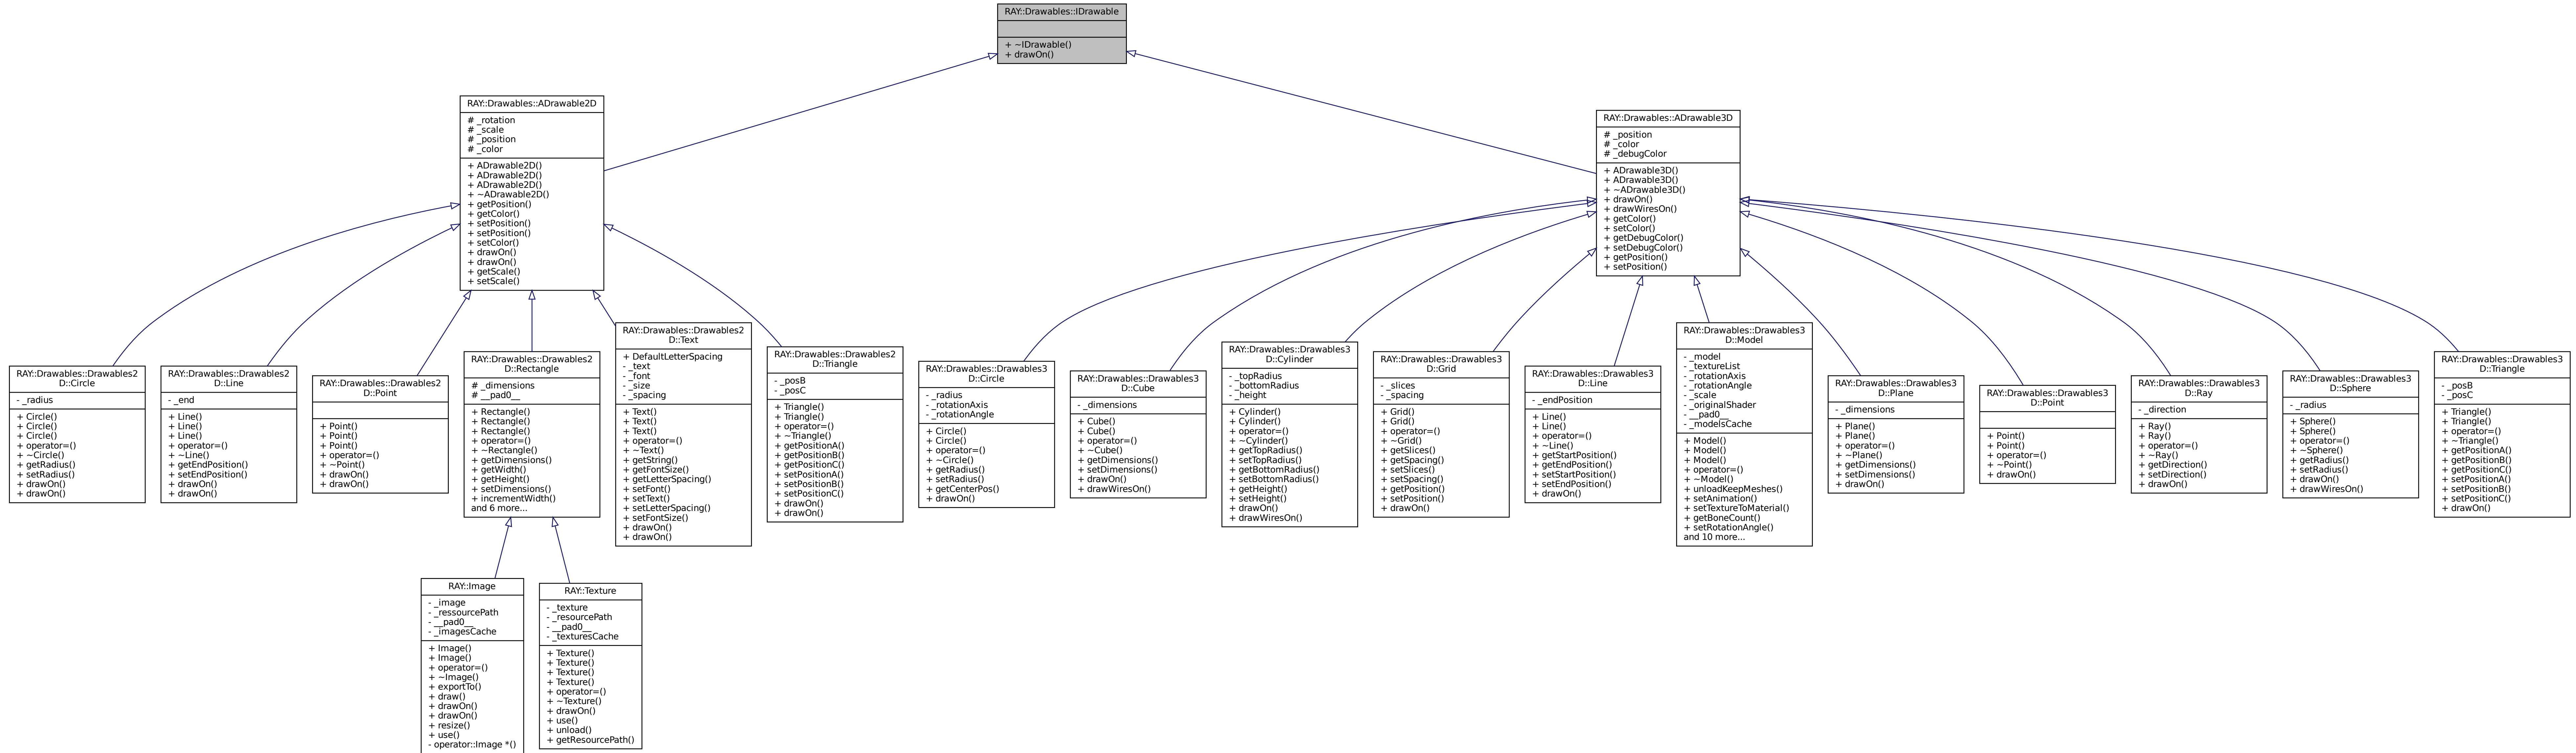 RAY::Drawables::IDrawable
+ ~IDrawable()
+ drawOn()
RAY::Drawables::ADrawable2D
# _rotation
# _scale
# _position
# _color
+ ADrawable2D()
+ ADrawable2D()
+ ADrawable2D()
+ ~ADrawable2D()
+ getPosition()
+ getColor()
+ setPosition()
+ setPosition()
+ setColor()
+ drawOn()
+ drawOn()
+ getScale()
+ setScale()
RAY::Drawables::ADrawable3D
# _position
# _color
# _debugColor
+ ADrawable3D()
+ ADrawable3D()
+ ~ADrawable3D()
+ drawOn()
+ drawWiresOn()
+ getColor()
+ setColor()
+ getDebugColor()
+ setDebugColor()
+ getPosition()
+ setPosition()
RAY::Drawables::Drawables2
D::Circle
- _radius
+ Circle()
+ Circle()
+ Circle()
+ operator=()
+ ~Circle()
+ getRadius()
+ setRadius()
+ drawOn()
+ drawOn()
RAY::Drawables::Drawables2
D::Line
- _end
+ Line()
+ Line()
+ Line()
+ operator=()
+ ~Line()
+ getEndPosition()
+ setEndPosition()
+ drawOn()
+ drawOn()
RAY::Drawables::Drawables2
D::Point
+ Point()
+ Point()
+ Point()
+ operator=()
+ ~Point()
+ drawOn()
+ drawOn()
RAY::Drawables::Drawables2
D::Rectangle
# _dimensions
# __pad0__
+ Rectangle()
+ Rectangle()
+ Rectangle()
+ operator=()
+ ~Rectangle()
+ getDimensions()
+ getWidth()
+ getHeight()
+ setDimensions()
+ incrementWidth()
and 6 more...
RAY::Drawables::Drawables2
D::Text
+ DefaultLetterSpacing
- _text
- _font
- _size
- _spacing
+ Text()
+ Text()
+ Text()
+ operator=()
+ ~Text()
+ getString()
+ getFontSize()
+ getLetterSpacing()
+ setFont()
+ setText()
+ setLetterSpacing()
+ setFontSize()
+ drawOn()
+ drawOn()
RAY::Drawables::Drawables2
D::Triangle
- _posB
- _posC
+ Triangle()
+ Triangle()
+ operator=()
+ ~Triangle()
+ getPositionA()
+ getPositionB()
+ getPositionC()
+ setPositionA()
+ setPositionB()
+ setPositionC()
+ drawOn()
+ drawOn()
RAY::Drawables::Drawables3
D::Circle
- _radius
- _rotationAxis
- _rotationAngle
+ Circle()
+ Circle()
+ operator=()
+ ~Circle()
+ getRadius()
+ setRadius()
+ getCenterPos()
+ drawOn()
RAY::Drawables::Drawables3
D::Cube
- _dimensions
+ Cube()
+ Cube()
+ operator=()
+ ~Cube()
+ getDimensions()
+ setDimensions()
+ drawOn()
+ drawWiresOn()
RAY::Drawables::Drawables3
D::Cylinder
- _topRadius
- _bottomRadius
- _height
+ Cylinder()
+ Cylinder()
+ operator=()
+ ~Cylinder()
+ getTopRadius()
+ setTopRadius()
+ getBottomRadius()
+ setBottomRadius()
+ getHeight()
+ setHeight()
+ drawOn()
+ drawWiresOn()
RAY::Drawables::Drawables3
D::Grid
- _slices
- _spacing
+ Grid()
+ Grid()
+ operator=()
+ ~Grid()
+ getSlices()
+ getSpacing()
+ setSlices()
+ setSpacing()
+ getPosition()
+ setPosition()
+ drawOn()
RAY::Drawables::Drawables3
D::Line
- _endPosition
+ Line()
+ Line()
+ operator=()
+ ~Line()
+ getStartPosition()
+ getEndPosition()
+ setStartPosition()
+ setEndPosition()
+ drawOn()
RAY::Drawables::Drawables3
D::Model
- _model
- _textureList
- _rotationAxis
- _rotationAngle
- _scale
- _originalShader
- __pad0__
- _modelsCache
+ Model()
+ Model()
+ Model()
+ operator=()
+ ~Model()
+ unloadKeepMeshes()
+ setAnimation()
+ setTextureToMaterial()
+ getBoneCount()
+ setRotationAngle()
and 10 more...
RAY::Drawables::Drawables3
D::Plane
- _dimensions
+ Plane()
+ Plane()
+ operator=()
+ ~Plane()
+ getDimensions()
+ setDimensions()
+ drawOn()
RAY::Drawables::Drawables3
D::Point
+ Point()
+ Point()
+ operator=()
+ ~Point()
+ drawOn()
RAY::Drawables::Drawables3
D::Ray
- _direction
+ Ray()
+ Ray()
+ operator=()
+ ~Ray()
+ getDirection()
+ setDirection()
+ drawOn()
RAY::Drawables::Drawables3
D::Sphere
- _radius
+ Sphere()
+ Sphere()
+ operator=()
+ ~Sphere()
+ getRadius()
+ setRadius()
+ drawOn()
+ drawWiresOn()
RAY::Drawables::Drawables3
D::Triangle
- _posB
- _posC
+ Triangle()
+ Triangle()
+ operator=()
+ ~Triangle()
+ getPositionA()
+ getPositionB()
+ getPositionC()
+ setPositionA()
+ setPositionB()
+ setPositionC()
+ drawOn()
RAY::Image
- _image
- _ressourcePath
- __pad0__
- _imagesCache
+ Image()
+ Image()
+ operator=()
+ ~Image()
+ exportTo()
+ draw()
+ drawOn()
+ drawOn()
+ resize()
+ use()
- operator::Image *()
RAY::Texture
- _texture
- _resourcePath
- __pad0__
- _texturesCache
+ Texture()
+ Texture()
+ Texture()
+ Texture()
+ operator=()
+ ~Texture()
+ drawOn()
+ use()
+ unload()
+ getResourcePath()